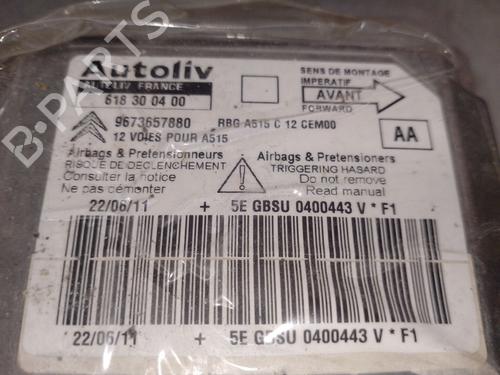 B-PARTS
Autoliv
AUTOLIV FRANCE
618 30 04 00
SENS DE MONTAGE
IMPERATIF
AVANT
FORWARD
9673657880 RBG A515 C 12 CEM00
12 VOIES POUR A515
AA
Airbags & Pretensionneurs
RISQUE DE DECLENCHEMENT
Consulter la notice
Ne pas démonter
Airbags & Pretensioners
TRIGGERING HASARD
Do not remove
Read manual
22/06/11 + 5E GBSU 0400443 V * F1
22/06/11 + 5E GBSU 0400443 V * F1